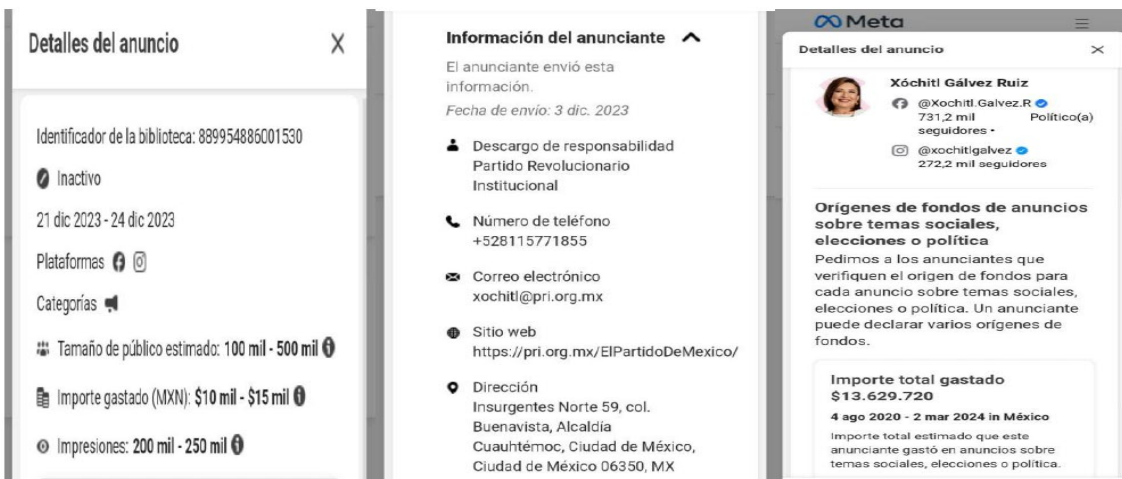 Detalles del anuncio
Identificador de la biblioteca: 889954886001530
Inactivo
21 dic 2023 - 24 dic 2023
Plataformas
Categorías
Tamaño de público estimado: 100 mil - 500 mil
Importe gastado (MXN): $10 mil - $15 mil
Impresiones: 200 mil - 250 mil
Información del anunciante
El anunciante envió esta
información.
Fecha de envío: 3 dic. 2023
Descargo de responsabilidad
Partido Revolucionario
Institucional
Número de teléfono
+528115771855
Correo electrónico
xochitl@pri.org.mx
Sitio web
https://pri.org.mx/ElPartidoDeMexico/
Dirección
Insurgentes Norte 59, col.
Buenavista, Alcaldía
Cuauhtémoc, Ciudad de México,
Ciudad de México 06350, MX
Meta
Detalles del anuncio
Xóchitl Gálvez Ruiz
@Xochitl.Galvez.R
731,2 mil Político(a)
seguidores •
@xochitlgalvez
272,2 mil seguidores
Orígenes de fondos de anuncios
sobre temas sociales,
elecciones o política
Pedimos a los anunciantes que
verifiquen el origen de fondos para
cada anuncio sobre temas sociales,
elecciones o política. Un anunciante
puede declarar varios orígenes de
fondos.
Importe total gastado
$13.629.720
4 ago 2020 - 2 mar 2024 in México
Importe total estimado que este
anunciante gastó en anuncios sobre
temas sociales, elecciones o política.